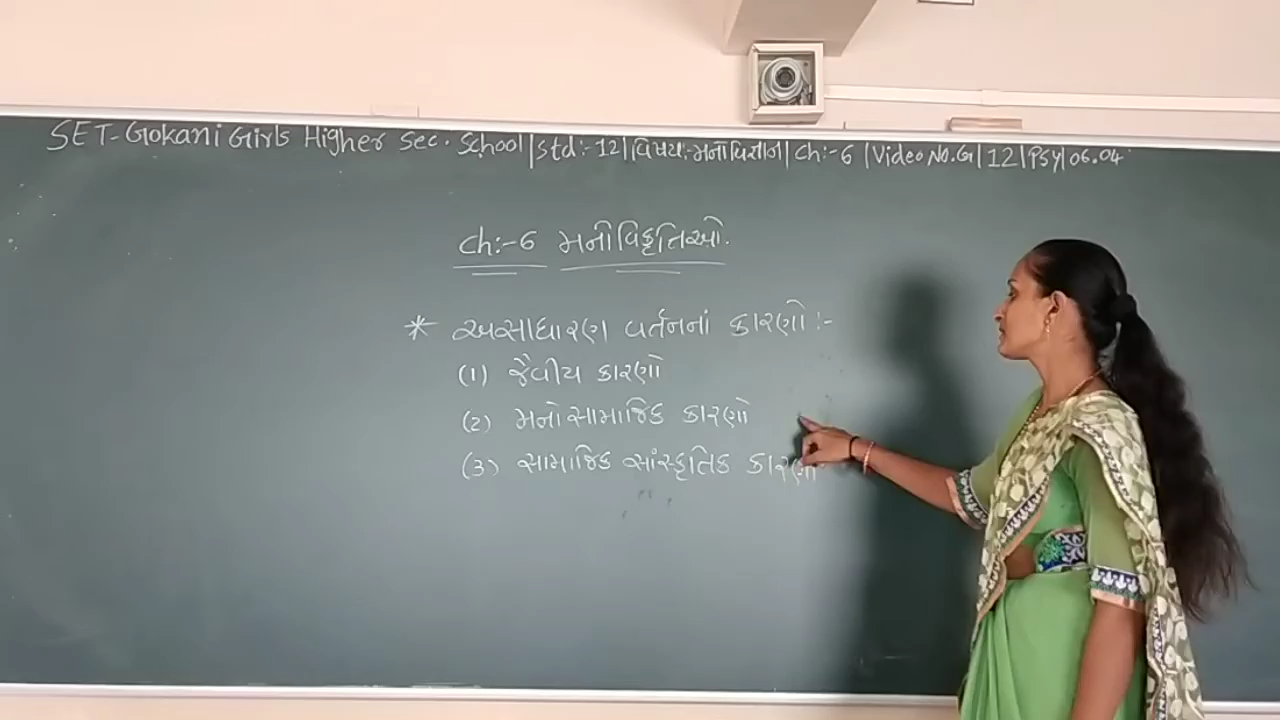 SET-Gokani Girls Higher Sec. School | Std:-12 | વિષય:-મનોવિજ્ઞાન | Ch:-6 | Video No. G | 12 | PSY | 06.04
Ch:-6 મનોવિકૃતિઓ.
* અસાધારણ વર્તનનાં કારણો :-
(1) જૈવીય કારણો
(2) મનોસામાજિક કારણો
(3) સામાજિક સાંસ્કૃતિક કારણો